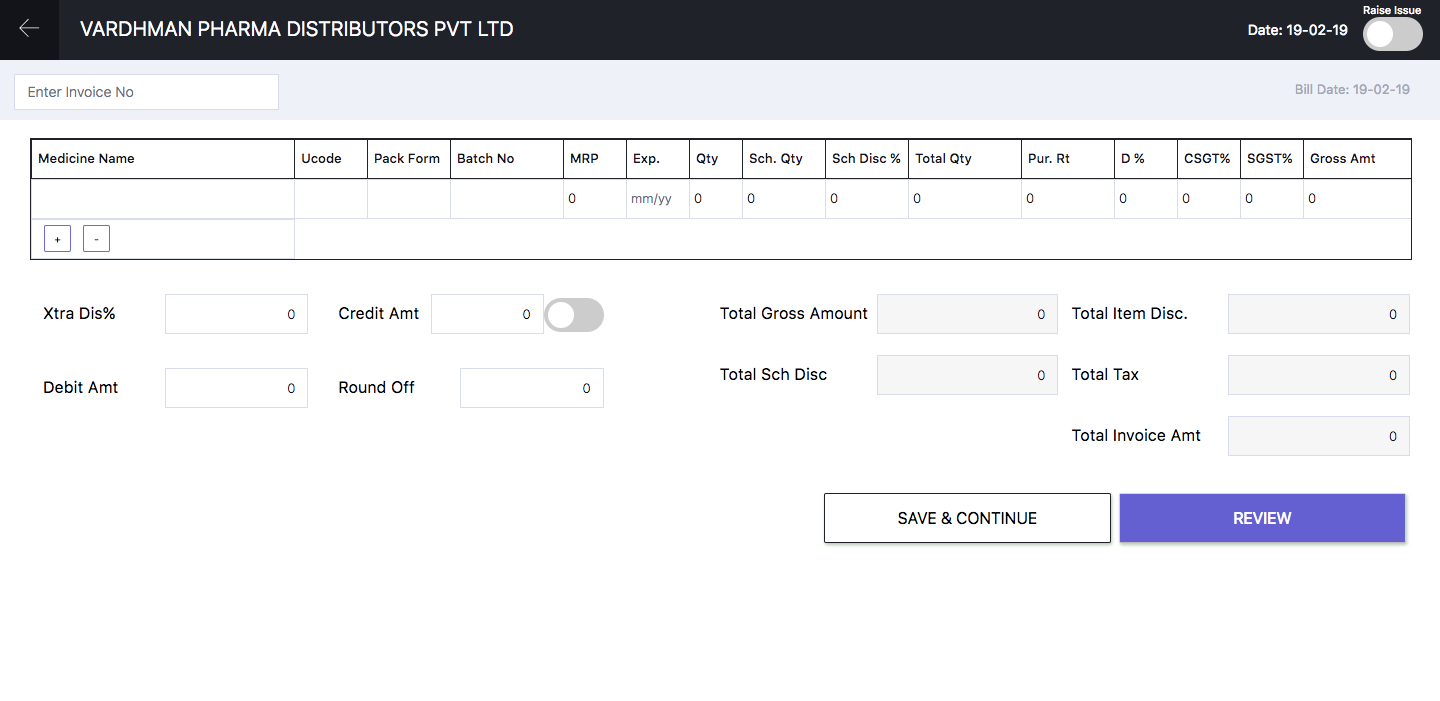 Raise Issue
VARDHMAN PHARMA DISTRIBUTORS PVT LTD Date: 19-02-19
Enter Invoice No Bill Date: 19-02-19
Medicine Name Ucode Pack Form Batch No MRP Exp. Qty Sch. Qty Sch Disc % Total Qty Pur. Rt D % CSGT% SGST% Gross Amt
0 mm/yy 0 0 0 0 0 0 0 0 0
+ -
Xtra Dis% 0 Credit Amt 0 Total Gross Amount 0 Total Item Disc. 0
Total Sch Disc 0 Total Tax 0
Debit Amt 0 Round Off 0
Total Invoice Amt 0
SAVE & CONTINUE REVIEW